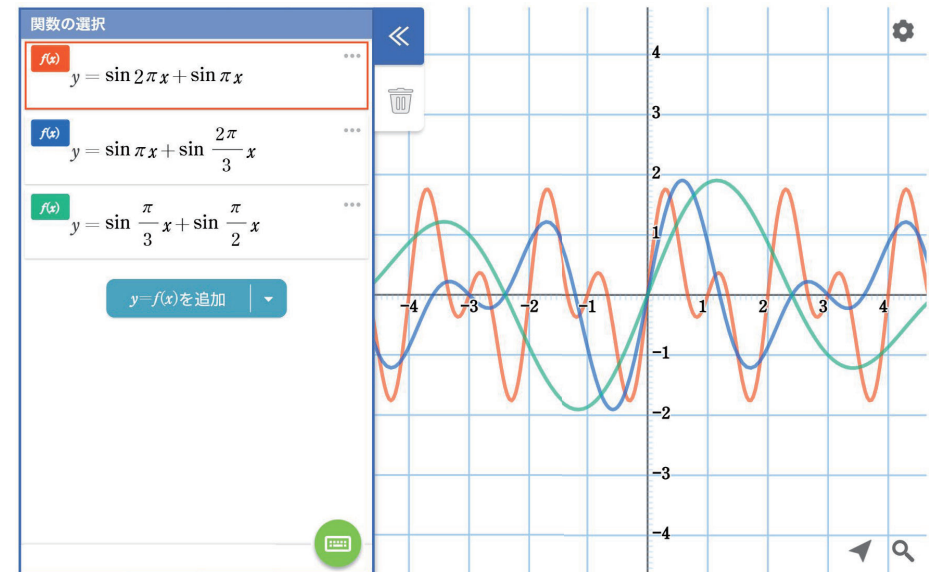 関数の選択
f(x)
y = sin 2πx + sin πx
f(x)
y = sin πx + sin 2π/3 x
f(x)
y = sin π/3 x + sin π/2 x
y=f(x)を追加
4
3
2
1
-4 -3 -2 -1 1 2 3 4
-1
-2
-3
-4